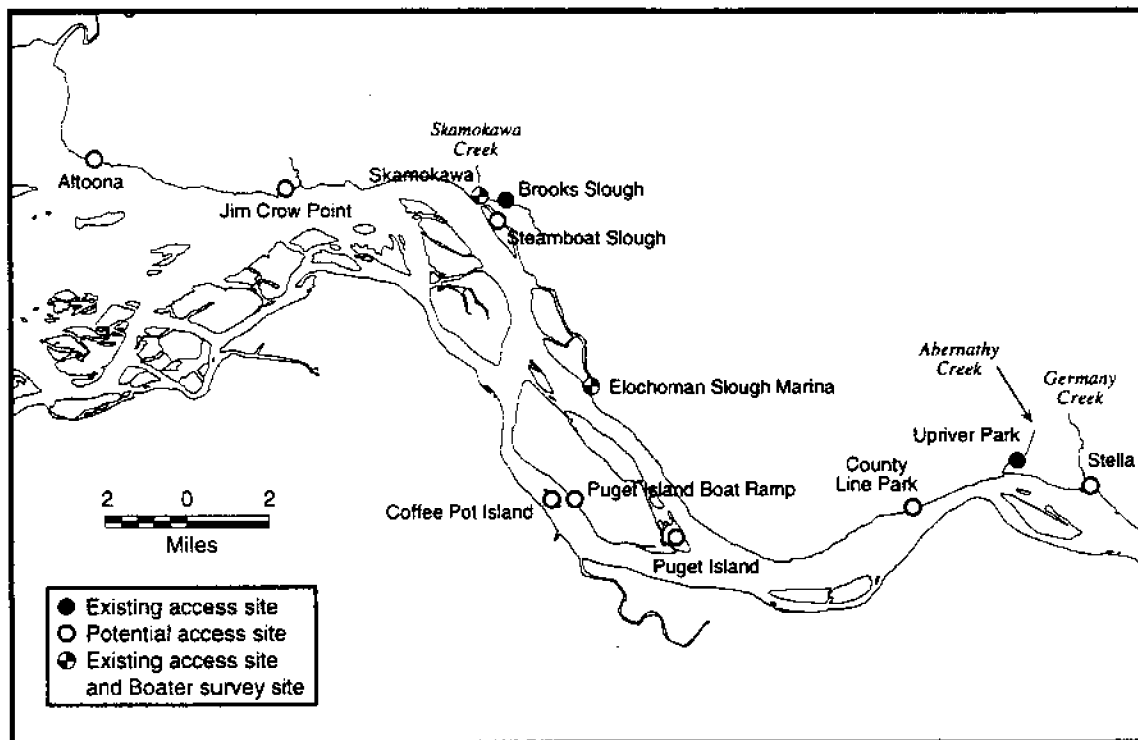 Skamokawa
Creek
Skamokawa
Brooks Slough
Altoona
Jim Crow Point
Steamboat Slough
Elochoman Slough Marina
Abernathy
Creek
Germany
Creek
Upriver Park
County
Line Park
Stella
Puget Island Boat Ramp
Coffee Pot Island
Puget Island
2 0 2
Miles
Existing access site
Potential access site
Existing access site
and Boater survey site